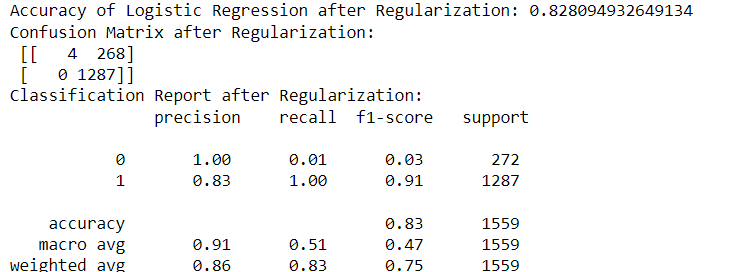 Accuracy of Logistic Regression after Regularization: 0.828094932649134
Confusion Matrix after Regularization:
[[   4  268]
[   0 1287]]
Classification Report after Regularization:
precision    recall  f1-score   support
0       1.00      0.01      0.03       272
1       0.83      1.00      0.91      1287
accuracy                           0.83      1559
macro avg       0.91      0.51      0.47      1559
weighted avg       0.86      0.83      0.75      1559